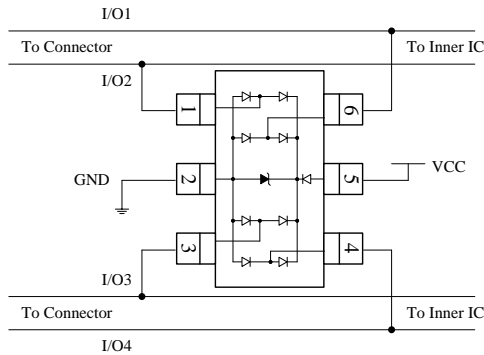 I/O1
To Connector To Inner IC
I/O2
1 6
GND 2 5 VCC
3 4
I/O3
To Connector To Inner IC
I/O4